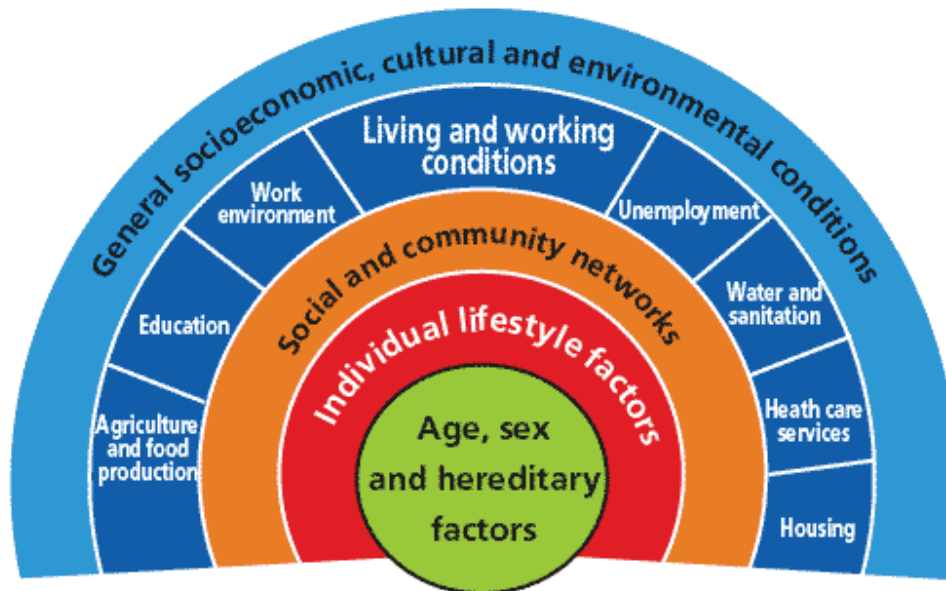 General socioeconomic, cultural and environmental conditions
Living and working
conditions
Work
environment
Unemployment
Education
Water and
sanitation
Agriculture
and food
production
Heath care
services
Housing
Social and community networks
Individual lifestyle factors
Age, sex
and hereditary
factors